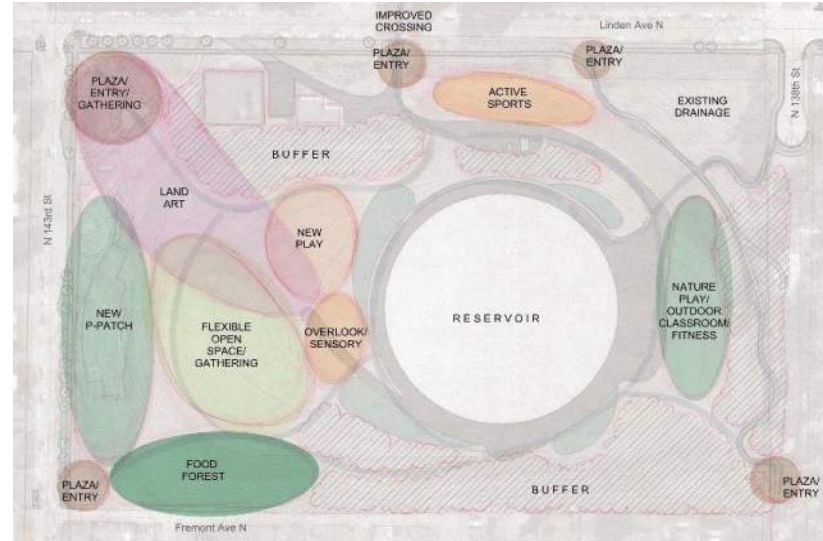 IMPROVED
CROSSING
Linden Ave N
PLAZA/
ENTRY
PLAZA/
ENTRY
PLAZA/
ENTRY/
GATHERING
ACTIVE
SPORTS
EXISTING
DRAINAGE
N 138th St
BUFFER
LAND
ART
N 143rd St
NEW
PLAY
NEW
P-PATCH
FLEXIBLE
OPEN
SPACE/
GATHERING
OVERLOOK/
SENSORY
RESERVOIR
NATURE
PLAY/
OUTDOOR
CLASSROOM/
FITNESS
FOOD
FOREST
PLAZA/
ENTRY
BUFFER
PLAZA/
ENTRY
Fremont Ave N